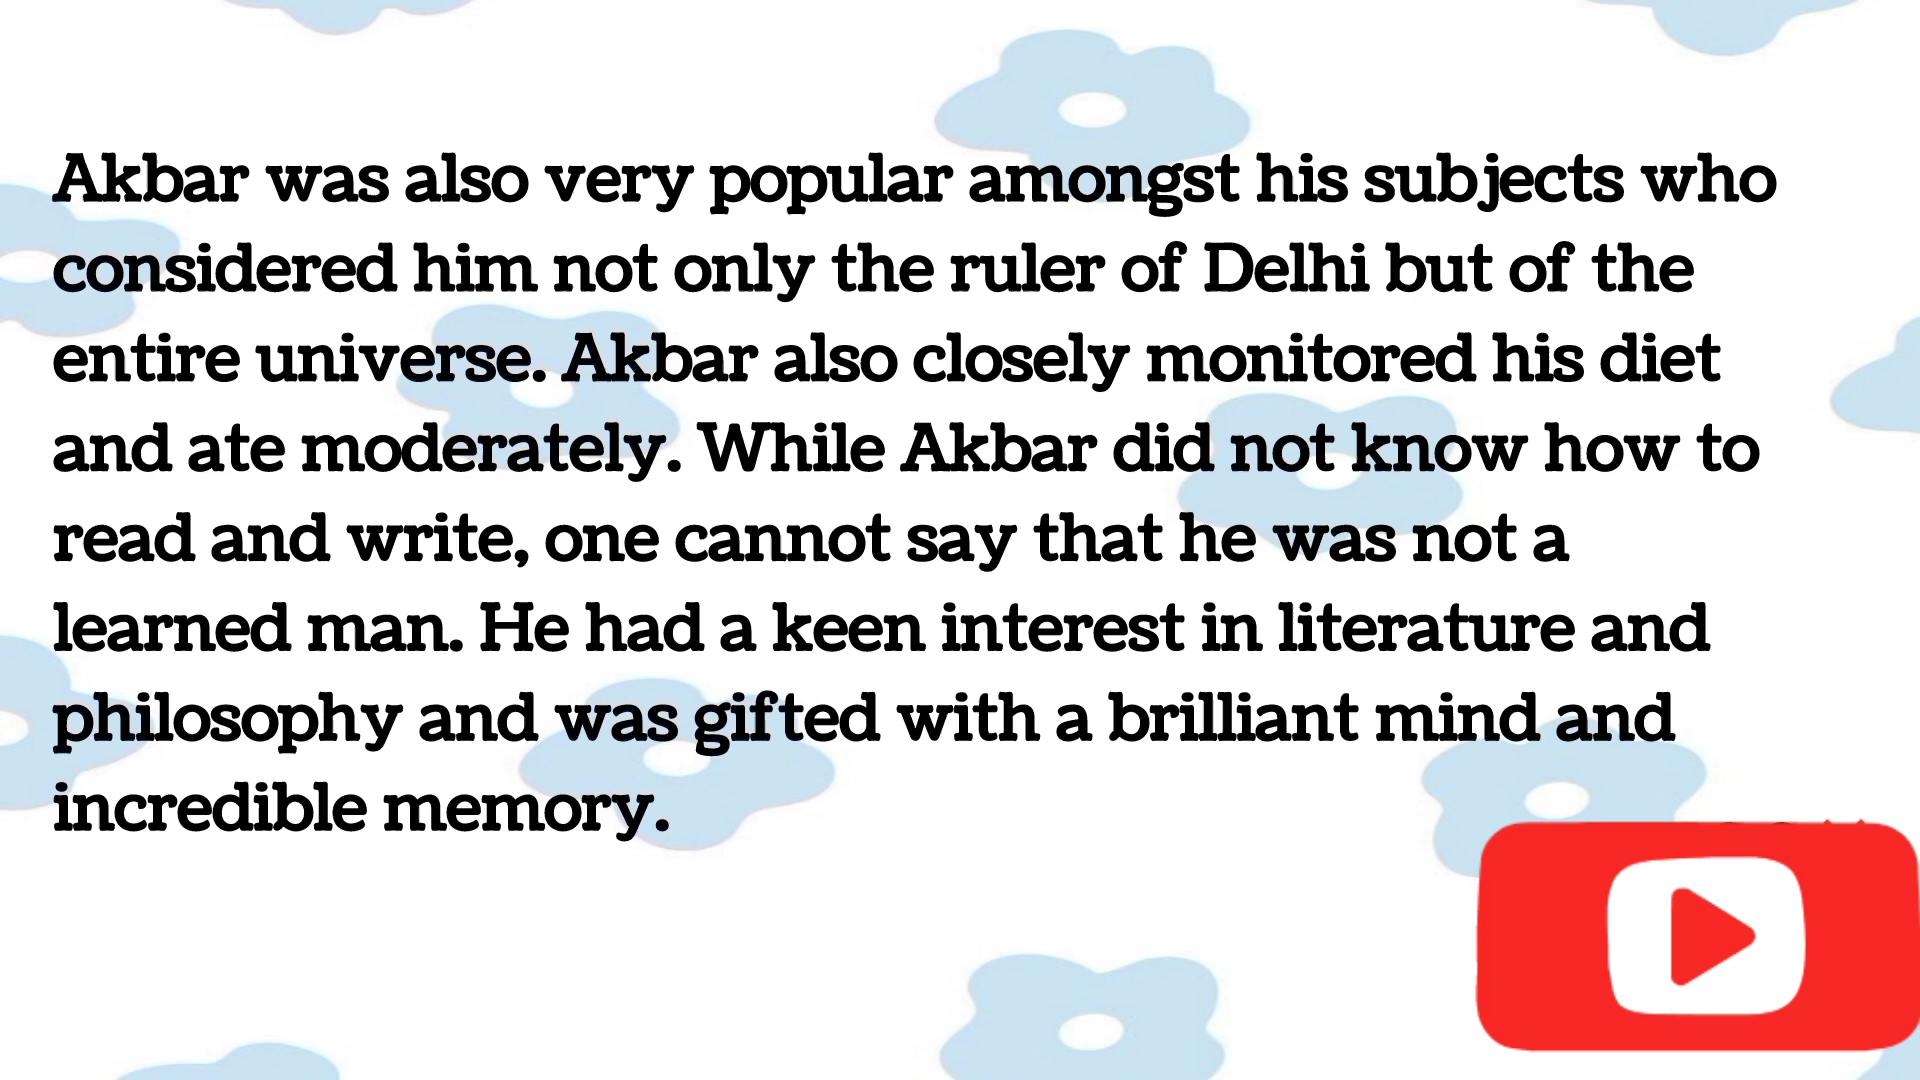 Akbar was also very popular amongst his subjects who
considered him not only the ruler of Delhi but of the
entire universe. Akbar also closely monitored his diet
and ate moderately. While Akbar did not know how to
read and write, one cannot say that he was not a
learned man. He had a keen interest in literature and
philosophy and was gifted with a brilliant mind and
incredible memory.